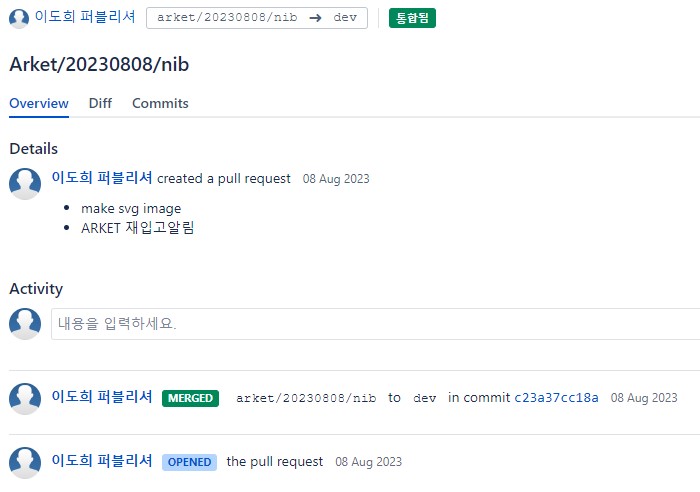 이도희 퍼블리셔 arket/20230808/nib → dev 통합됨
Arket/20230808/nib
Overview Diff Commits
Details
이도희 퍼블리셔 created a pull request 08 Aug 2023
• make svg image
• ARKET 재입고알림
Activity
내용을 입력하세요.
이도희 퍼블리셔 MERGED arket/20230808/nib to dev in commit c23a37cc18a 08 Aug 2023
이도희 퍼블리셔 OPENED the pull request 08 Aug 2023